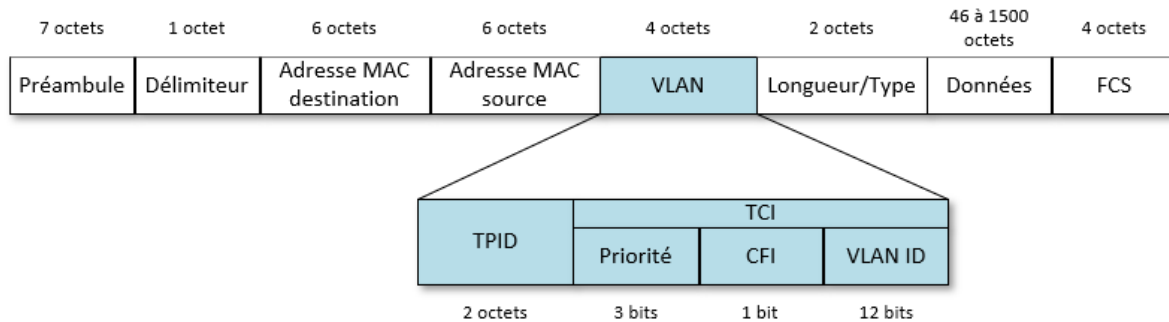 7 octets 1 octet 6 octets 6 octets 4 octets 2 octets 46 à 1500 octets 4 octets
Préambule Délimiteur Adresse MAC destination Adresse MAC source VLAN Longueur/Type Données FCS
TPID TCI
Priorité CFI VLAN ID
2 octets 3 bits 1 bit 12 bits